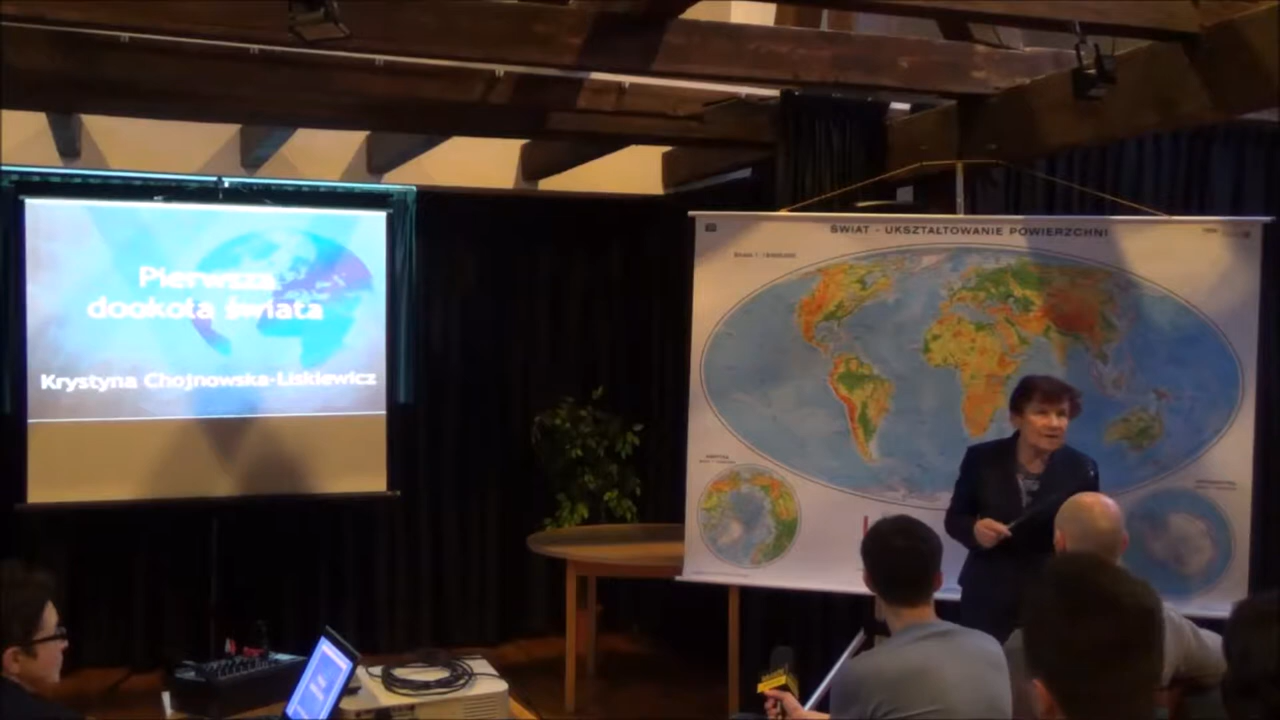 Pierwsza
dookoła świata
Krystyna Chojnowska-Liskiewicz
ŚWIAT - UKSZTAŁTOWANIE POWIERZCHNI